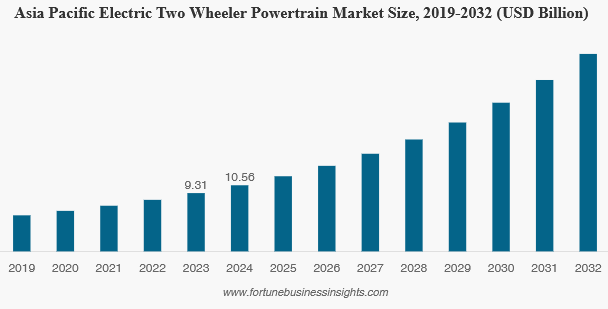 Asia Pacific Electric Two Wheeler Powertrain Market Size, 2019-2032 (USD Billion)
9.31
10.56
2019 2020 2021 2022 2023 2024 2025 2026 2027 2028 2029 2030 2031 2032
www.fortunebusinessinsights.com